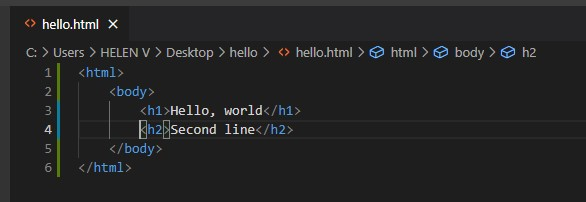 hello.html
C: > Users > HELEN V > Desktop > hello > hello.html > html > body > h2
1 <html>
2 <body>
3 <h1>Hello, world</h1>
4 <h2>Second line</h2>
5 </body>
6 </html>